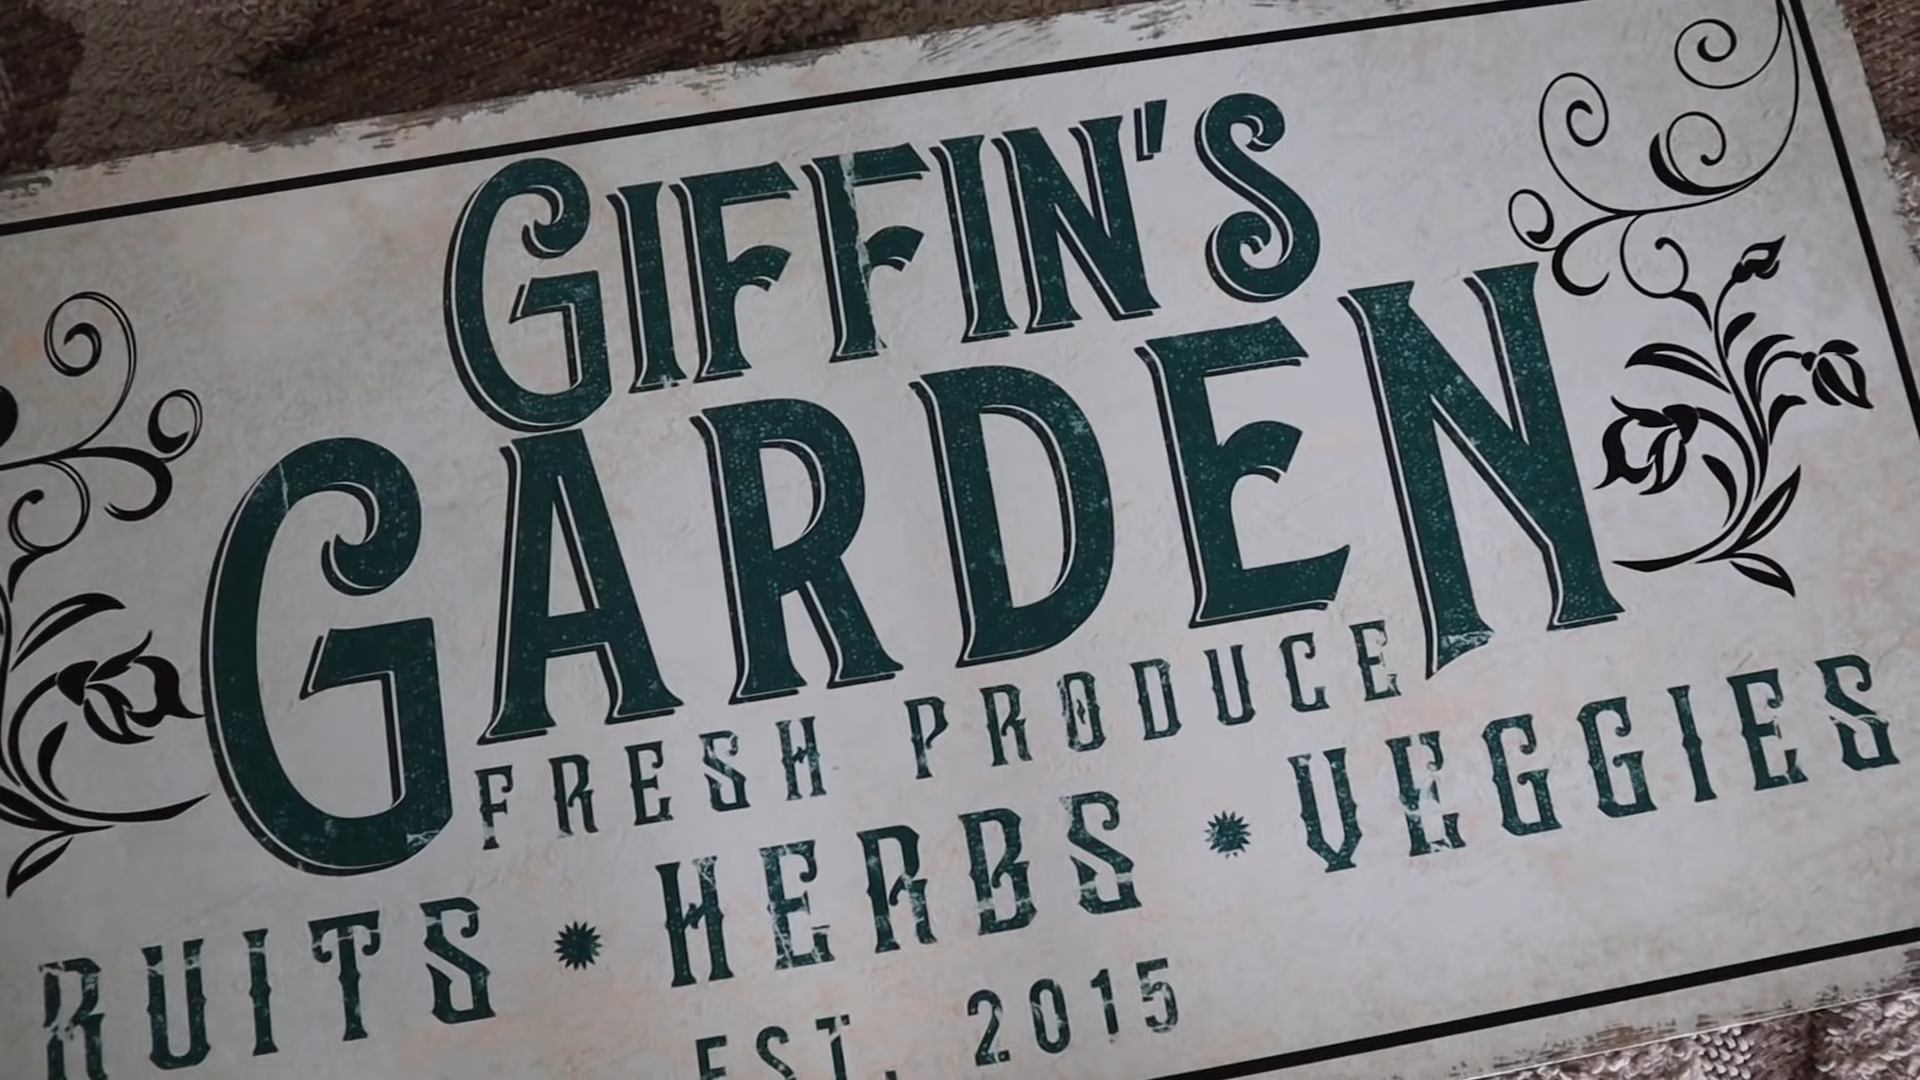 GIFFIN'S
GARDEN
FRESH PRODUCE
RUITS * HERBS * VEGGIES
EST. 2015